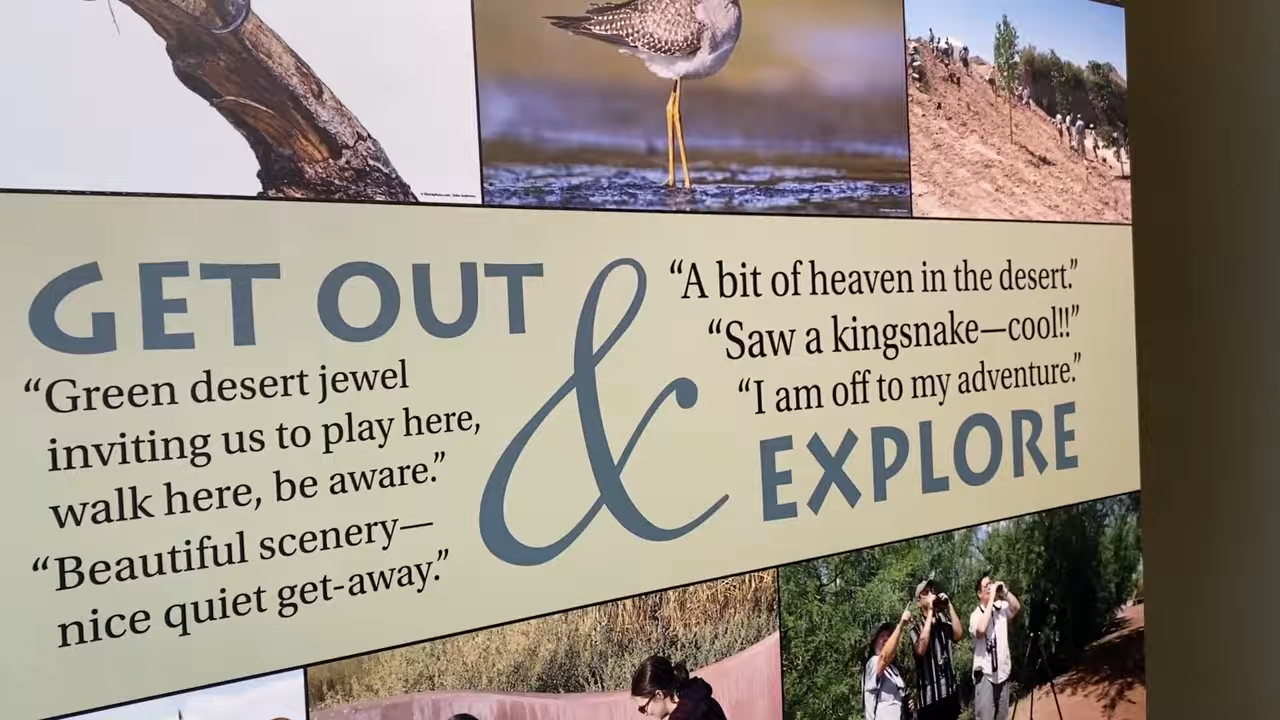 GET OUT
“Green desert jewel
inviting us to play here,
walk here, be aware.”
“Beautiful scenery—
nice quiet get-away.”
&
“A bit of heaven in the desert.”
“Saw a kingsnake—cool!!”
“I am off to my adventure.”
EXPLORE